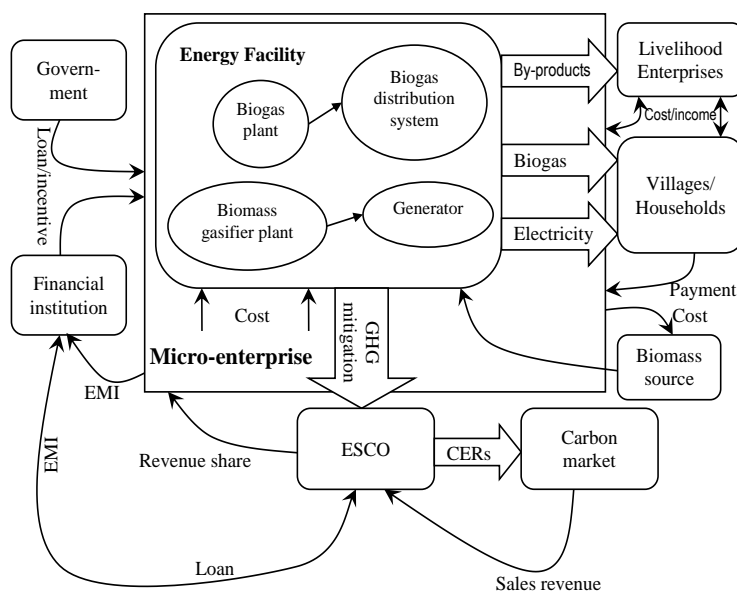 Energy Facility
Govern-
ment
Biogas
plant
Biogas
distribution
system
By-products
Livelihood
Enterprises
Cost/income
Loan/incentive
Biogas
Villages/
Households
Biomass
gasifier plant
Generator
Electricity
Financial
institution
Payment
Cost
Cost
GHG
mitigation
Micro-enterprise
Biomass
source
EMI
EMI
Revenue share
ESCO
CERs
Carbon
market
Loan
Sales revenue